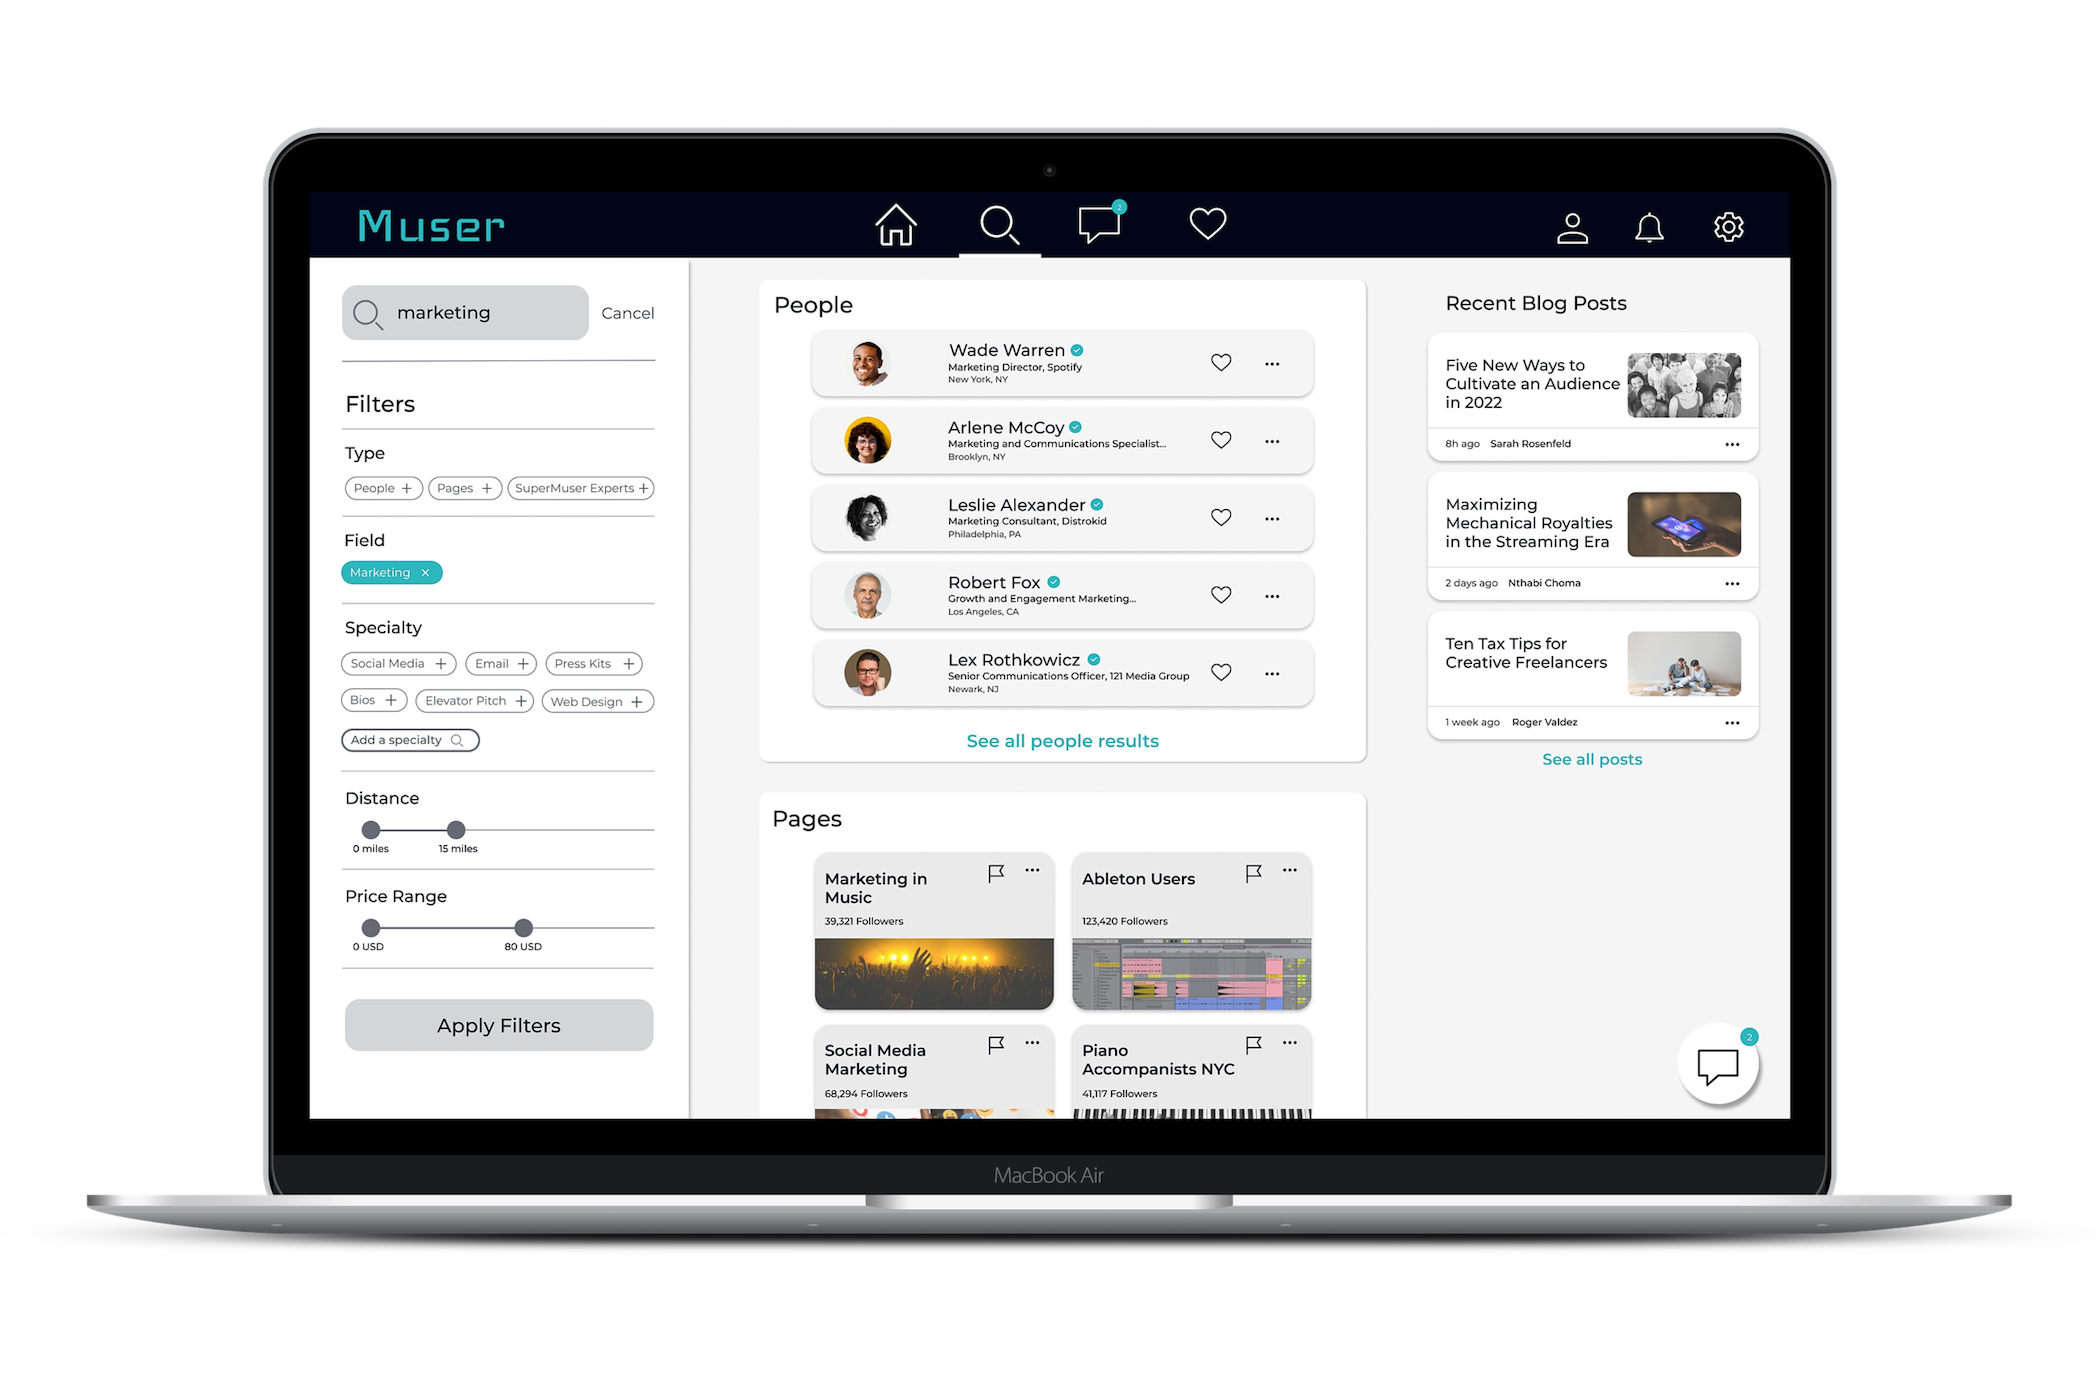 Muser
2
marketing
Cancel
Filters
Type
People +
Pages +
SuperMuser Experts +
Field
Marketing ×
Specialty
Social Media +
Email +
Press Kits +
Bios +
Elevator Pitch +
Web Design +
Add a specialty
Distance
0 miles
15 miles
Price Range
0 USD
80 USD
Apply Filters
People
Wade Warren
Marketing Director, Spotify
New York, NY
Arlene McCoy
Marketing and Communications Specialist...
Brooklyn, NY
Leslie Alexander
Marketing Consultant, Distrokid
Philadelphia, PA
Robert Fox
Growth and Engagement Marketing...
Los Angeles, CA
Lex Rothkowicz
Senior Communications Officer, 121 Media Group
Newark, NJ
See all people results
Pages
Marketing in
Music
39,321 Followers
Ableton Users
123,420 Followers
Social Media
Marketing
68,294 Followers
Piano
Accompanists NYC
41,117 Followers
Recent Blog Posts
Five New Ways to
Cultivate an Audience
in 2022
8h ago Sarah Rosenfeld
Maximizing
Mechanical Royalties
in the Streaming Era
2 days ago Nthabi Choma
Ten Tax Tips for
Creative Freelancers
1 week ago Roger Valdez
See all posts
2
MacBook Air